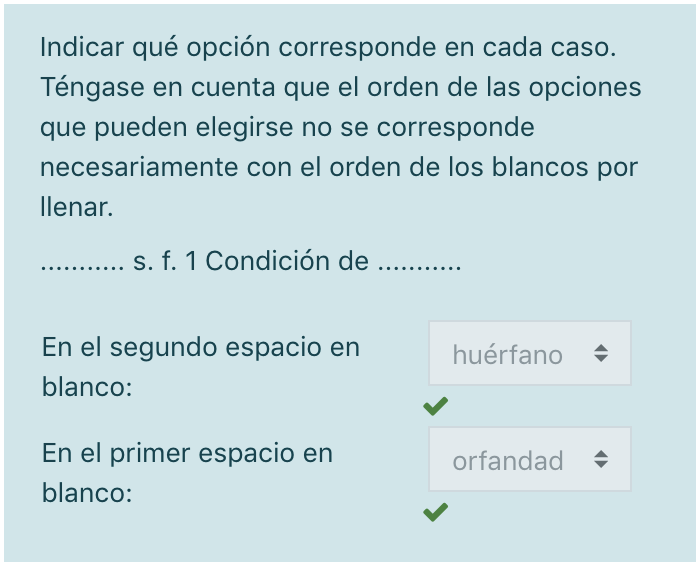 Indicar qué opción corresponde en cada caso.
Téngase en cuenta que el orden de las opciones
que pueden elegirse no se corresponde
necesariamente con el orden de los blancos por
llenar.
........... s. f. 1 Condición de ...........
En el segundo espacio en
blanco:
huérfano
En el primer espacio en
blanco:
orfandad